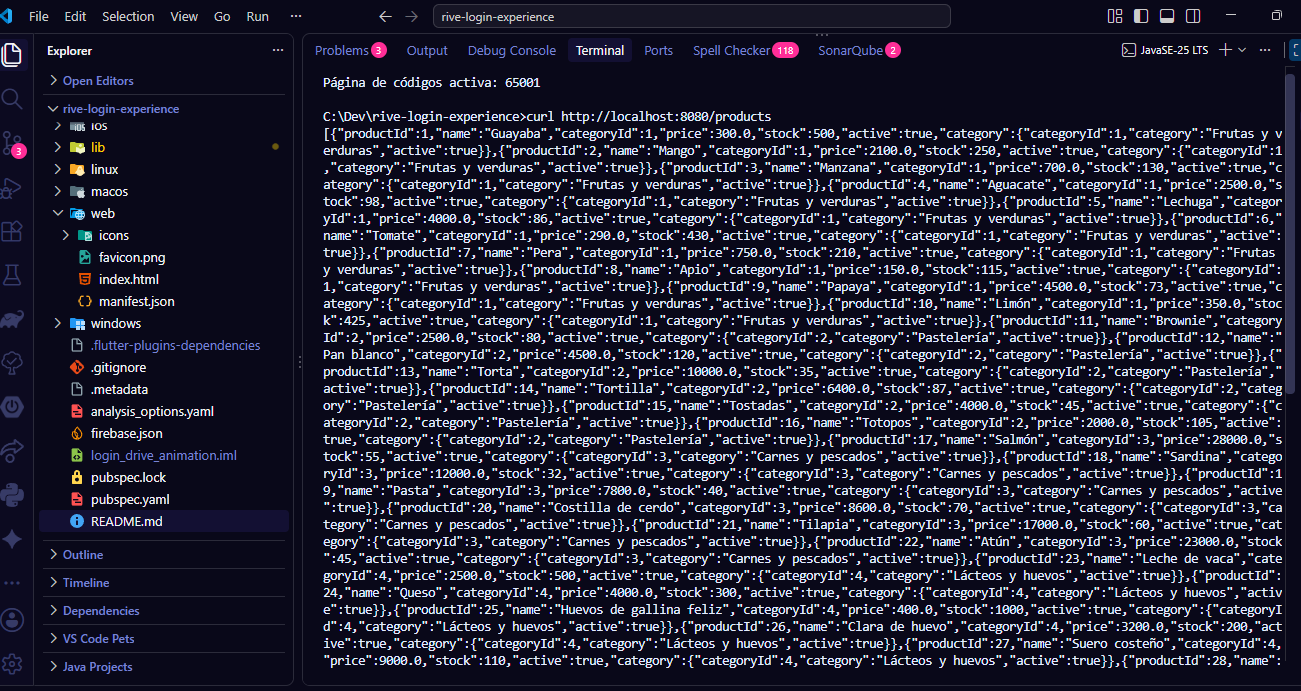 File Edit Selection View Go Run ···
rive-login-experience
Explorer ···
Open Editors
rive-login-experience
ios
lib
linux
macos
web
icons
favicon.png
index.html
manifest.json
windows
.flutter-plugins-dependencies
.gitignore
.metadata
analysis_options.yaml
firebase.json
login_drive_animation.iml
pubspec.lock
pubspec.yaml
README.md
Outline
Timeline
Dependencies
VS Code Pets
Java Projects
3
Problems 3 Output Debug Console Terminal Ports Spell Checker 118 SonarQube 2 JavaSE-25 LTS
Página de códigos activa: 65001
C:\Dev\rive-login-experience>curl http://localhost:8080/products
[{"productId":1,"name":"Guayaba","categoryId":1,"price":300.0,"stock":500,"active":true,"category":{"categoryId":1,"category":"Frutas y v
erduras","active":true}},{"productId":2,"name":"Mango","categoryId":1,"price":2100.0,"stock":250,"active":true,"category":{"categoryId":1
,"category":"Frutas y verduras","active":true}},{"productId":3,"name":"Manzana","categoryId":1,"price":700.0,"stock":130,"active":true,"c
ategory":{"categoryId":1,"category":"Frutas y verduras","active":true}},{"productId":4,"name":"Aguacate","categoryId":1,"price":2500.0,"s
tock":98,"active":true,"category":{"categoryId":1,"category":"Frutas y verduras","active":true}},{"productId":5,"name":"Lechuga","categor
yId":1,"price":4000.0,"stock":86,"active":true,"category":{"categoryId":1,"category":"Frutas y verduras","active":true}},{"productId":6,"
name":"Tomate","categoryId":1,"price":290.0,"stock":430,"active":true,"category":{"categoryId":1,"category":"Frutas y verduras","active":
true}},{"productId":7,"name":"Pera","categoryId":1,"price":750.0,"stock":210,"active":true,"category":{"categoryId":1,"category":"Frutas
y verduras","active":true}},{"productId":8,"name":"Apio","categoryId":1,"price":150.0,"stock":115,"active":true,"category":{"categoryId":
1,"category":"Frutas y verduras","active":true}},{"productId":9,"name":"Papaya","categoryId":1,"price":4500.0,"stock":73,"active":true,"c
ategory":{"categoryId":1,"category":"Frutas y verduras","active":true}},{"productId":10,"name":"Limón","categoryId":1,"price":350.0,"stoc
k":425,"active":true,"category":{"categoryId":1,"category":"Frutas y verduras","active":true}},{"productId":11,"name":"Brownie","category
Id":2,"price":2500.0,"stock":80,"active":true,"category":{"categoryId":2,"category":"Pastelería","active":true}},{"productId":12,"name":"
Pan blanco","categoryId":2,"price":4500.0,"stock":120,"active":true,"category":{"categoryId":2,"category":"Pastelería","active":true}},{"
productId":13,"name":"Torta","categoryId":2,"price":10000.0,"stock":35,"active":true,"category":{"categoryId":2,"category":"Pastelería","
active":true}},{"productId":14,"name":"Tortilla","categoryId":2,"price":6400.0,"stock":87,"active":true,"category":{"categoryId":2,"categ
ory":"Pastelería","active":true}},{"productId":15,"name":"Tostadas","categoryId":2,"price":4000.0,"stock":45,"active":true,"category":{"c
ategoryId":2,"category":"Pastelería","active":true}},{"productId":16,"name":"Totopos","categoryId":2,"price":2000.0,"stock":105,"active":
true,"category":{"categoryId":2,"category":"Pastelería","active":true}},{"productId":17,"name":"Salmón","categoryId":3,"price":28000.0,"s
tock":55,"active":true,"category":{"categoryId":3,"category":"Carnes y pescados","active":true}},{"productId":18,"name":"Sardina","catego
ryId":3,"price":12000.0,"stock":32,"active":true,"category":{"categoryId":3,"category":"Carnes y pescados","active":true}},{"productId":1
9,"name":"Pasta","categoryId":3,"price":7800.0,"stock":40,"active":true,"category":{"categoryId":3,"category":"Carnes y pescados","active
":true}},{"productId":20,"name":"Costilla de cerdo","categoryId":3,"price":8600.0,"stock":70,"active":true,"category":{"categoryId":3,"ca
tegory":"Carnes y pescados","active":true}},{"productId":21,"name":"Tilapia","categoryId":3,"price":17000.0,"stock":60,"active":true,"cat
egory":{"categoryId":3,"category":"Carnes y pescados","active":true}},{"productId":22,"name":"Atún","categoryId":3,"price":23000.0,"stock
":45,"active":true,"category":{"categoryId":3,"category":"Carnes y pescados","active":true}},{"productId":23,"name":"Leche de vaca","cate
goryId":4,"price":2500.0,"stock":500,"active":true,"category":{"categoryId":4,"category":"Lácteos y huevos","active":true}},{"productId":
24,"name":"Queso","categoryId":4,"price":4000.0,"stock":300,"active":true,"category":{"categoryId":4,"category":"Lácteos y huevos","activ
e":true}},{"productId":25,"name":"Huevos de gallina feliz","categoryId":4,"price":400.0,"stock":1000,"active":true,"category":{"categoryI
d":4,"category":"Lácteos y huevos","active":true}},{"productId":26,"name":"Clara de huevo","categoryId":4,"price":3200.0,"stock":200,"act
ive":true,"category":{"categoryId":4,"category":"Lácteos y huevos","active":true}},{"productId":27,"name":"Suero costeño","categoryId":4,
"price":9000.0,"stock":110,"active":true,"category":{"categoryId":4,"category":"Lácteos y huevos","active":true}},{"productId":28,"name":